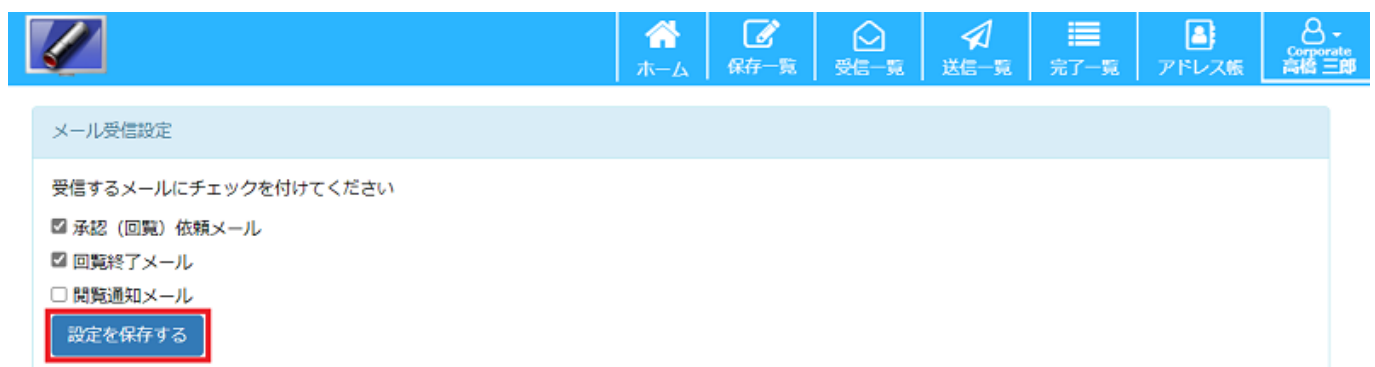 ホーム
保存一覧
受信一覧
送信一覧
完了一覧
アドレス帳
Corporate
高橋 三郎
メール受信設定
受信するメールにチェックを付けてください
承認（回覧）依頼メール
回覧終了メール
閲覧通知メール
設定を保存する